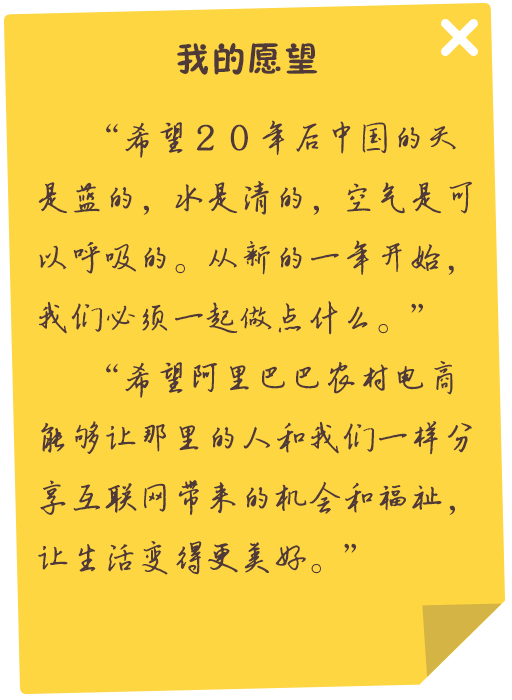 我的愿望
“希望20年后中国的天
是蓝的，水是清的，空气是可
以呼吸的。从新的一年开始，
我们必须一起做点什么。”
“希望阿里巴巴农村电商
能够让那里的人和我们一样分
享互联网带来的机会和福祉，
让生活变得更美好。”